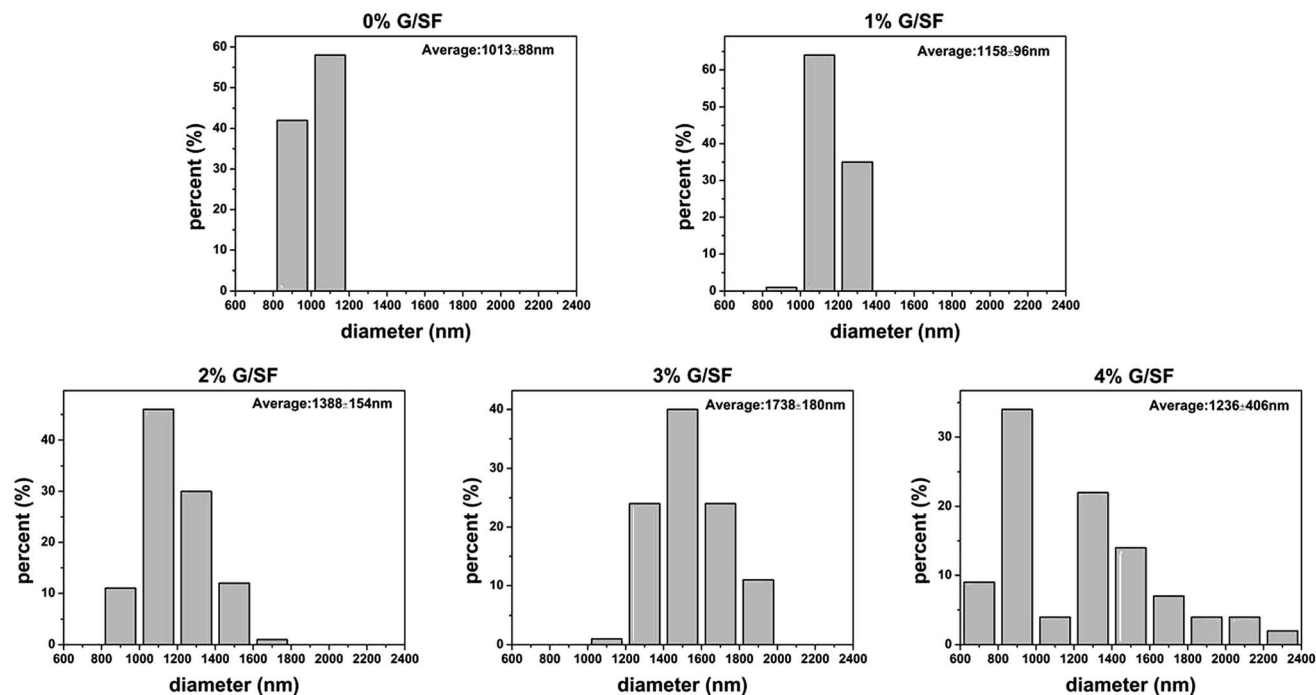 0% G/SF
Average:1013±88nm
percent (%)
60
50
40
30
20
10
0
600 800 1000 1200 1400 1600 1800 2000 2200 2400
diameter (nm)
1% G/SF
Average:1158±96nm
percent (%)
60
50
40
30
20
10
0
600 800 1000 1200 1400 1600 1800 2000 2200 2400
diameter (nm)
2% G/SF
Average:1388±154nm
percent (%)
40
30
20
10
0
600 800 1000 1200 1400 1600 1800 2000 2200 2400
diameter (nm)
3% G/SF
Average:1738±180nm
percent (%)
40
30
20
10
0
600 800 1000 1200 1400 1600 1800 2000 2200 2400
diameter (nm)
4% G/SF
Average:1236±406nm
percent (%)
30
20
10
0
600 800 1000 1200 1400 1600 1800 2000 2200 2400
diameter (nm)